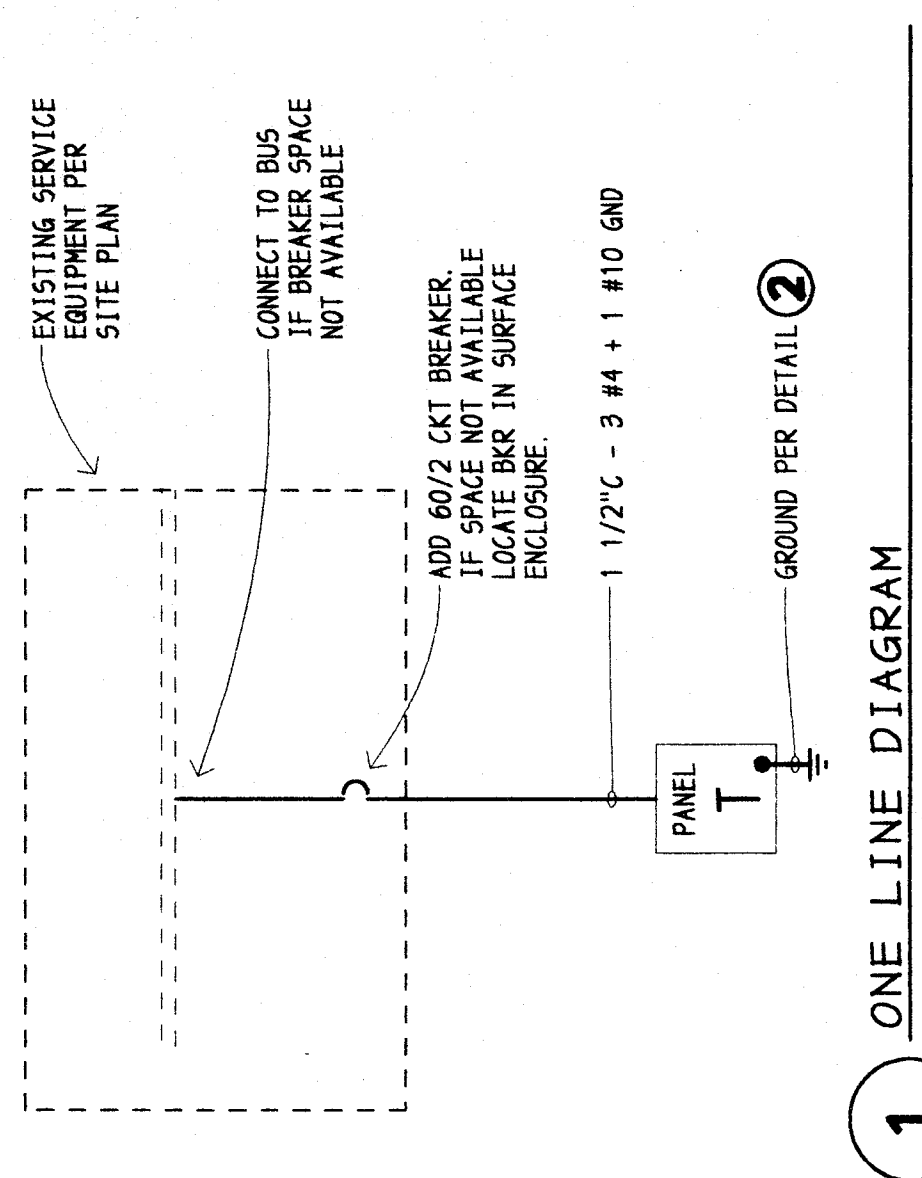 EXISTING SERVICE
EQUIPMENT PER
SITE PLAN
CONNECT TO BUS
IF BREAKER SPACE
NOT AVAILABLE
ADD 60/2 CKT BREAKER.
IF SPACE NOT AVAILABLE
LOCATE BKR IN SURFACE
ENCLOSURE.
1 1/2"C - 3 #4 + 1 #10 GND
PANEL
T
GROUND PER DETAIL 2
1 ONE LINE DIAGRAM